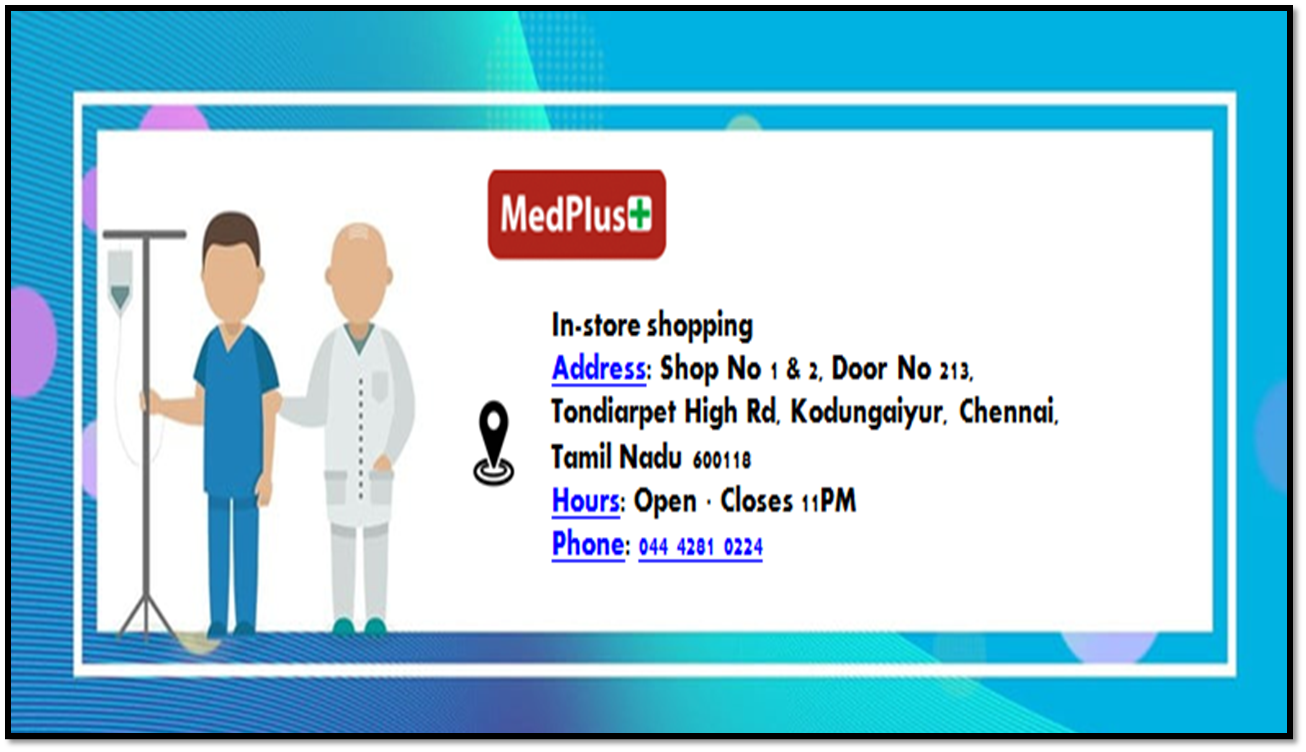 MedPlus
In-store shopping
Address: Shop No 1 & 2, Door No 213,
Tondiarpet High Rd, Kodungaiyur, Chennai,
Tamil Nadu 600118
Hours: Open · Closes 11PM
Phone: 044 4281 0224